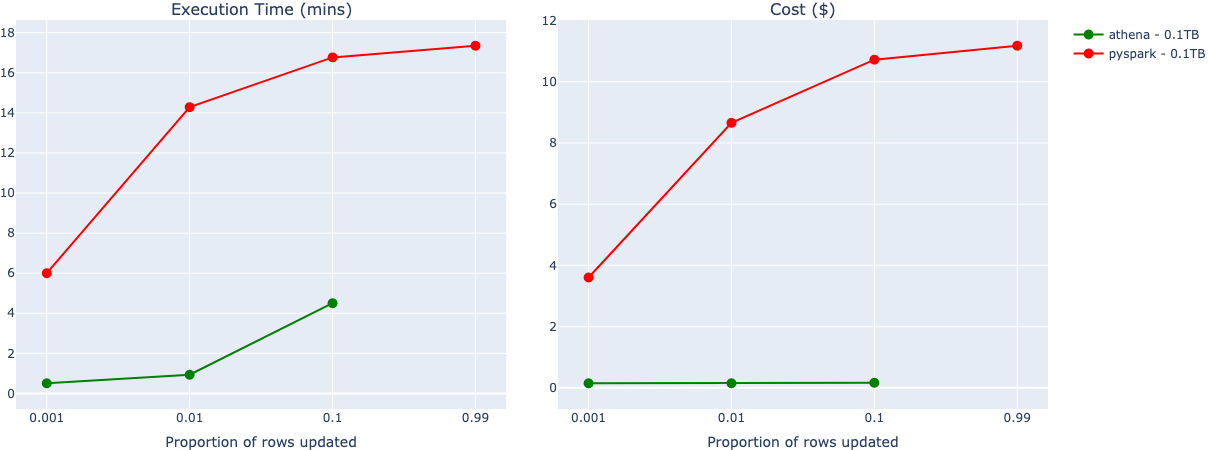 Execution Time (mins)
18
16
14
12
10
8
6
4
2
0
0.001 0.01 0.1 0.99
Proportion of rows updated
Cost ($)
12
10
8
6
4
2
0
0.001 0.01 0.1 0.99
Proportion of rows updated
athena - 0.1TB
pyspark - 0.1TB